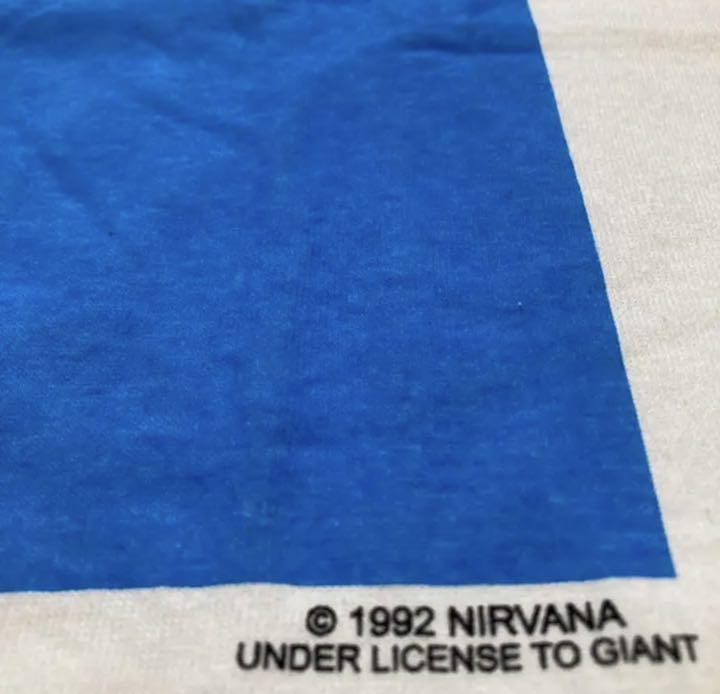 © 1992 NIRVANA
UNDER LICENSE TO GIANT